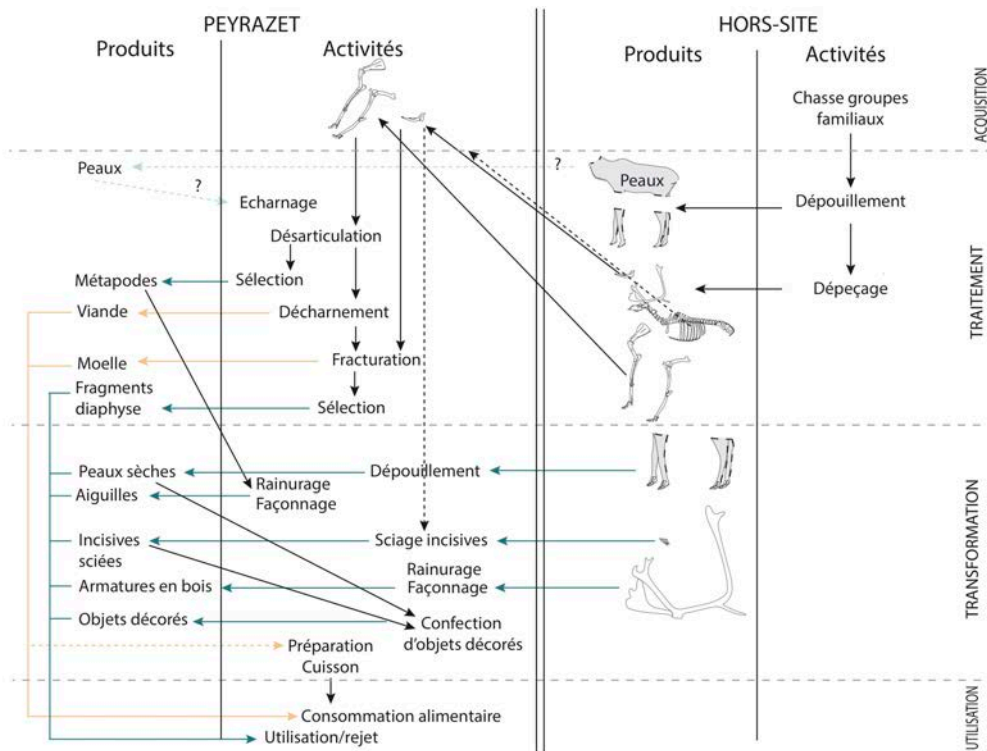 PEYRAZET
HORS-SITE
Produits
Activités
Produits
Activités
ACQUISITION
Chasse groupes
familiaux
Peaux
?
?
Echarnage
Peaux
Dépouillement
Désarticulation
Métapodes
Sélection
Dépeçage
TRAITEMENT
Viande
Décharnement
Moelle
Fracturation
Fragments
diaphyse
Sélection
Peaux sèches
Dépouillement
Aiguilles
Rainurage
Façonnage
Incisives
sciées
Sciage incisives
TRANSFORMATION
Armatures en bois
Rainurage
Façonnage
Objets décorés
Confection
d'objets décorés
Préparation
Cuisson
UTILISATION
Consommation alimentaire
Utilisation/rejet